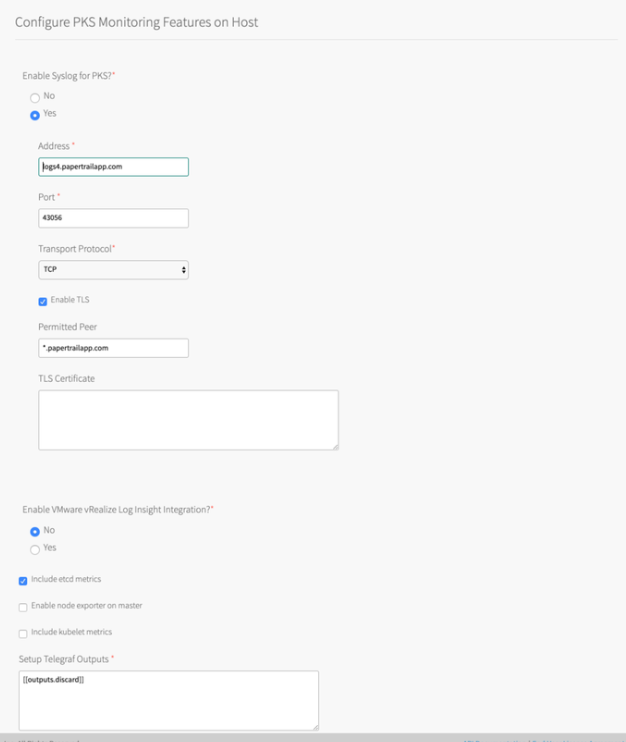 Configure PKS Monitoring Features on Host
Enable Syslog for PKS?*
No
Yes
Address *
logs4.papertrailapp.com
Port *
43056
Transport Protocol*
TCP
Enable TLS
Permitted Peer
*.papertrailapp.com
TLS Certificate
Enable VMware vRealize Log Insight Integration?*
No
Yes
Include etcd metrics
Enable node exporter on master
Include kubelet metrics
Setup Telegraf Outputs *
[[outputs.discard]]